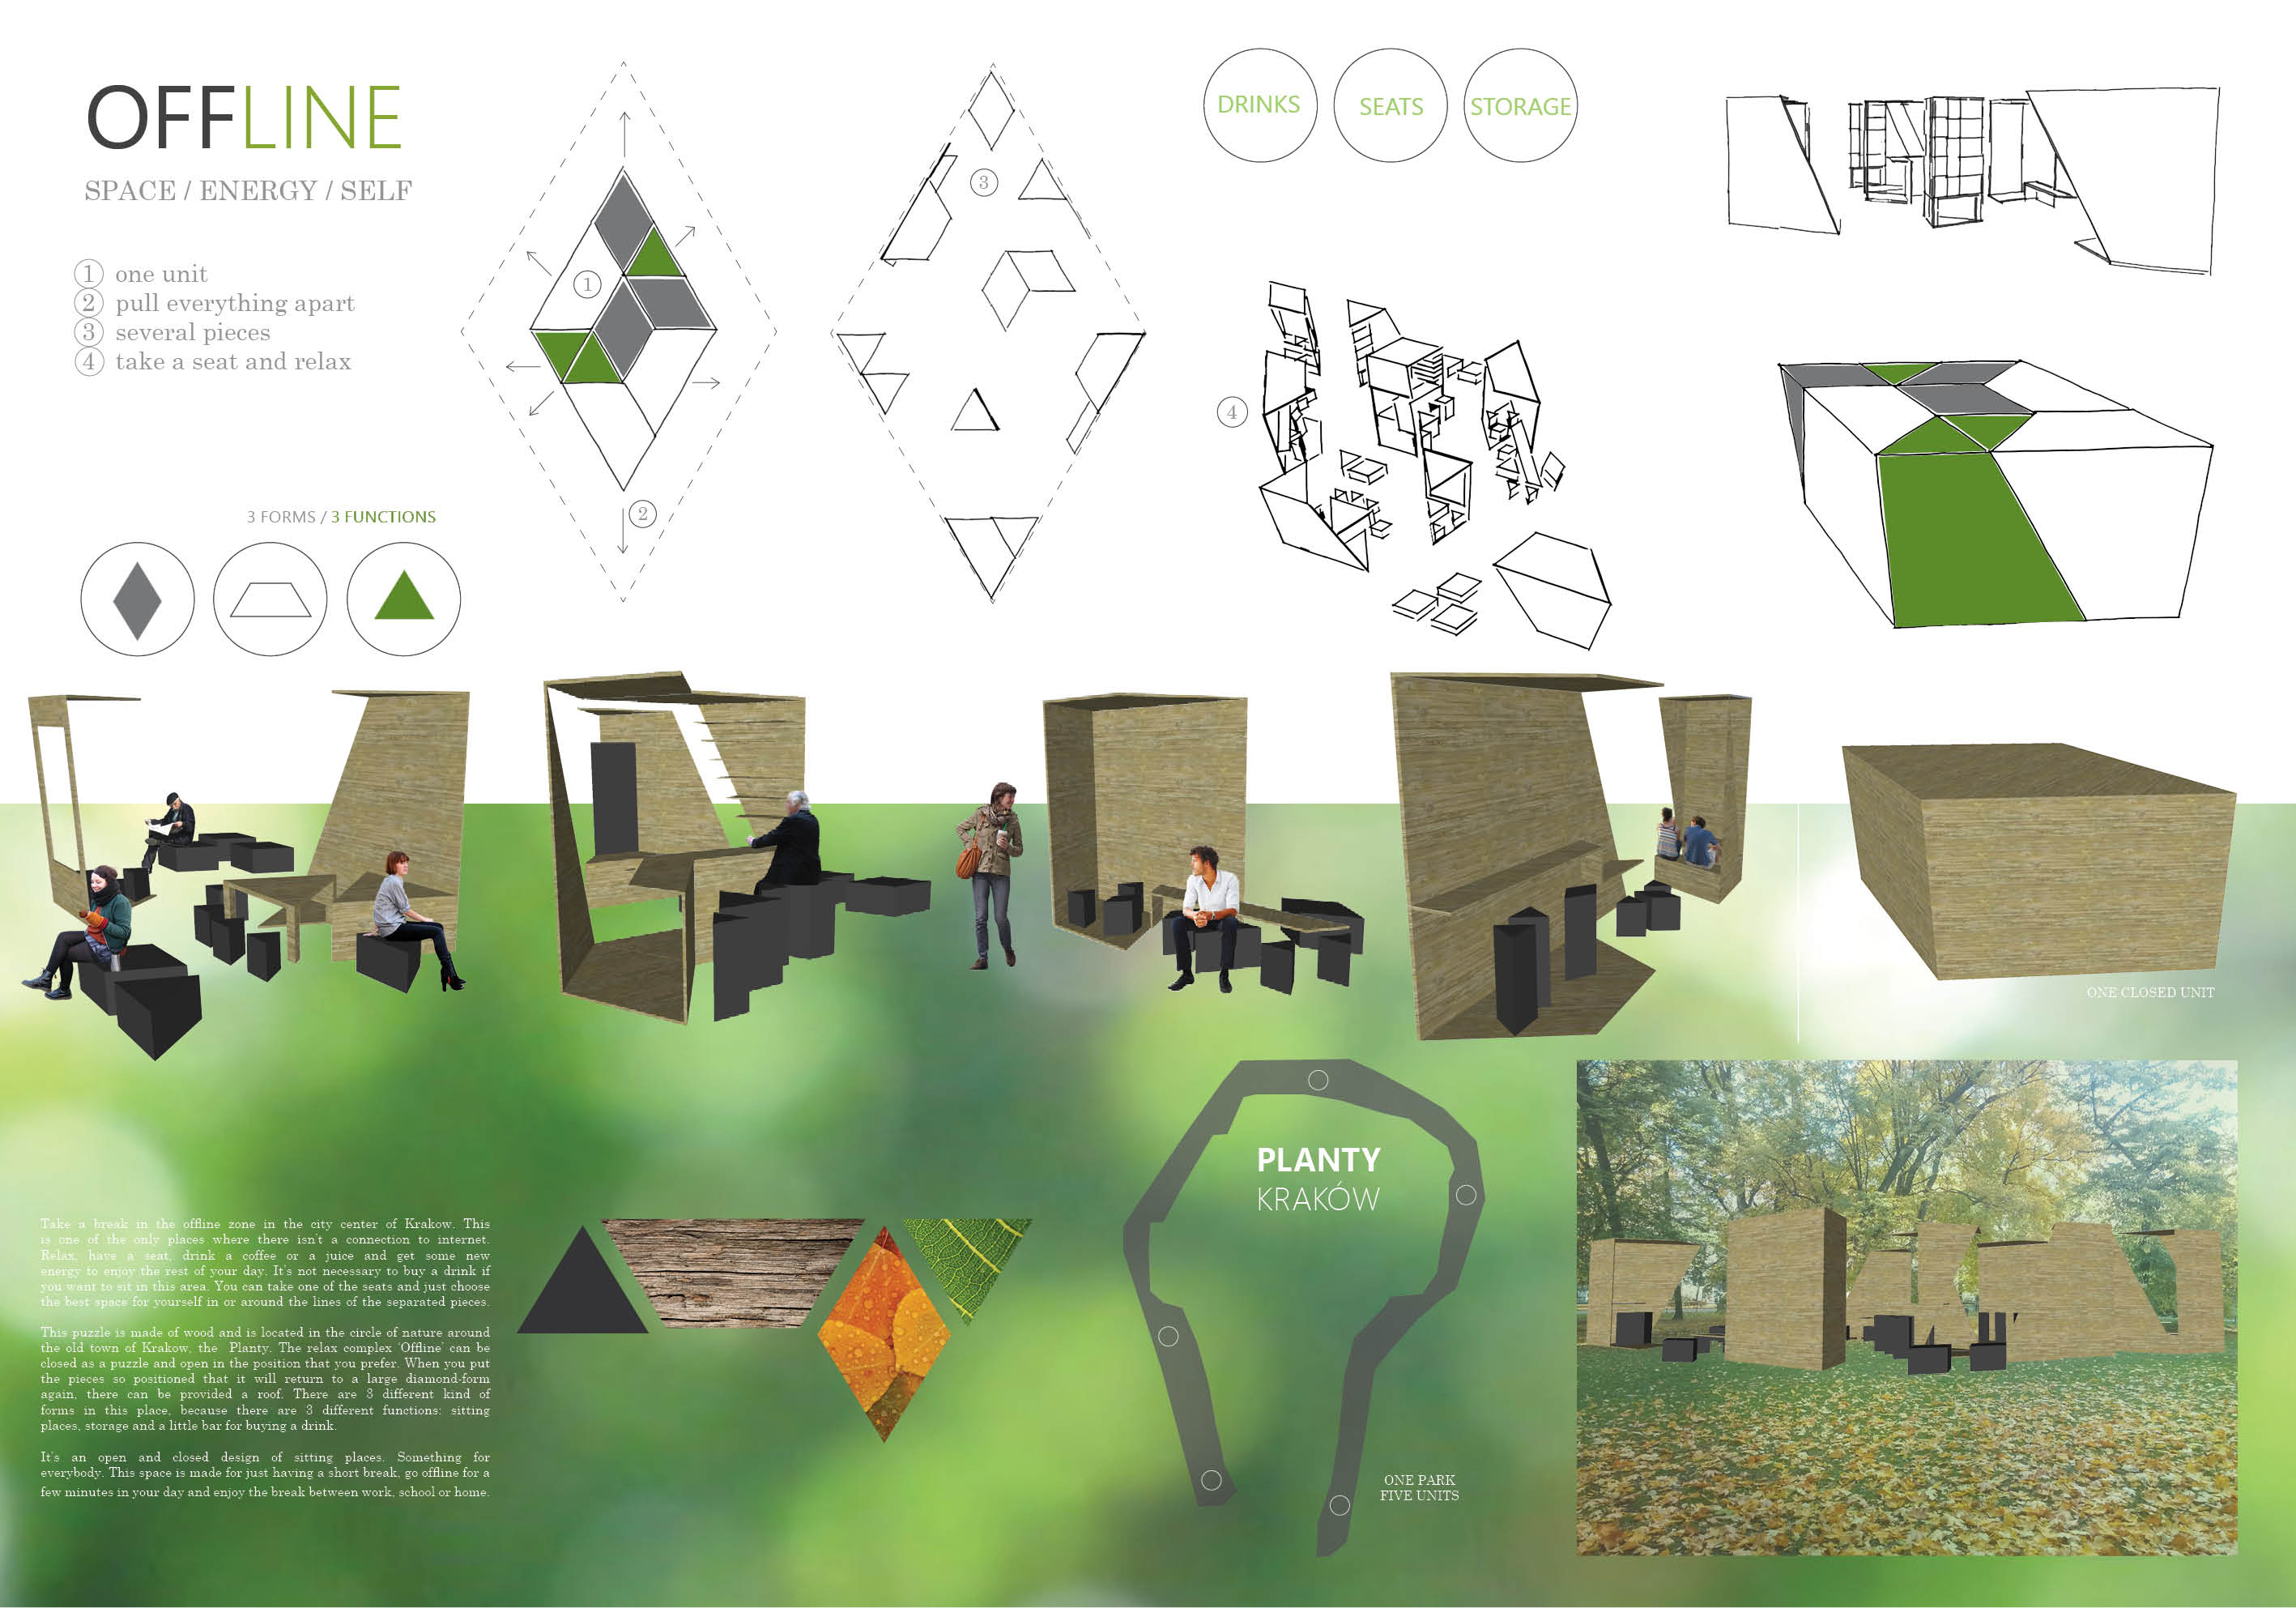 OFFLINE
SPACE / ENERGY / SELF
1 one unit
2 pull everything apart
3 several pieces
4 take a seat and relax
3 FORMS / 3 FUNCTIONS
1
2
3
DRINKS
SEATS
STORAGE
4
ONE CLOSED UNIT
Take a break in the offline zone in the city center of Krakow. This
is one of the only places where there isn't a connection to internet.
Relax, have a seat, drink a coffee or a juice and get some new
energy to enjoy the rest of your day. It's not necessary to buy a drink if
you want to sit in this area. You can take one of the seats and just choose
the best space for yourself in or around the lines of the separated pieces.
This puzzle is made of wood and is located in the circle of nature around
the old town of Krakow, the Planty. The relax complex 'Offline' can be
closed as a puzzle and open in the position that you prefer. When you put
the pieces so positioned that it will return to a large diamond-form
again, there can be provided a roof. There are 3 different kind of
forms in this place, because there are 3 different functions: sitting
places, storage and a little bar for buying a drink.
It's an open and closed design of sitting places. Something for
everybody. This space is made for just having a short break, go offline for a
few minutes in your day and enjoy the break between work, school or home.
PLANTY
KRAKÓW
ONE PARK
FIVE UNITS